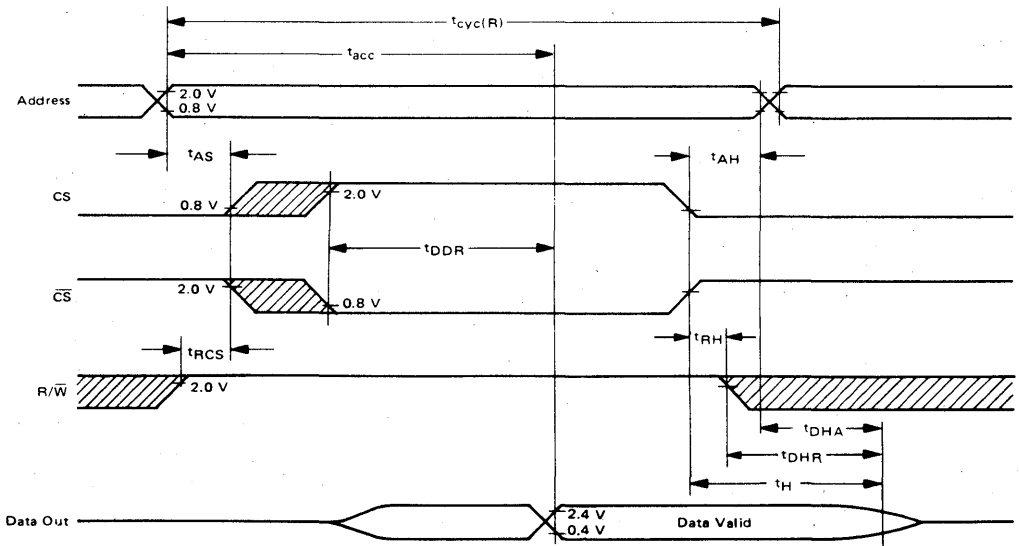 tcyc(R)
tacc
Address
2.0 V
0.8 V
tAS
tAH
CS
0.8 V
2.0 V
tDDR
C̅S̅
2.0 V
0.8 V
tRH
tRCS
R/W̅
2.0 V
tDHA
tDHR
tH
Data Out
2.4 V
0.4 V
Data Valid